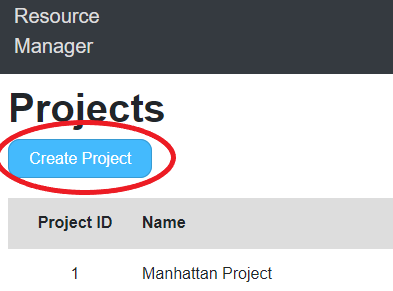 Resource
Manager
Projects
Create Project
Project ID Name
1 Manhattan Project